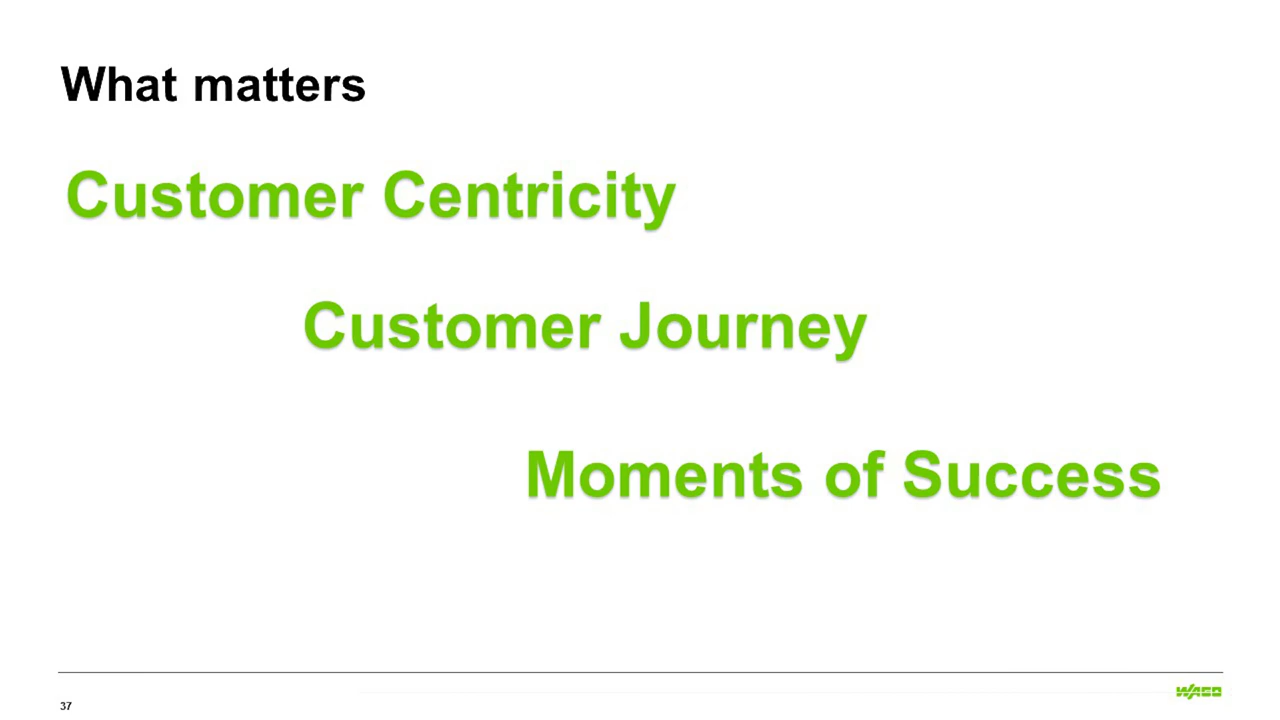 What matters
Customer Centricity
Customer Journey
Moments of Success
WAGO
37